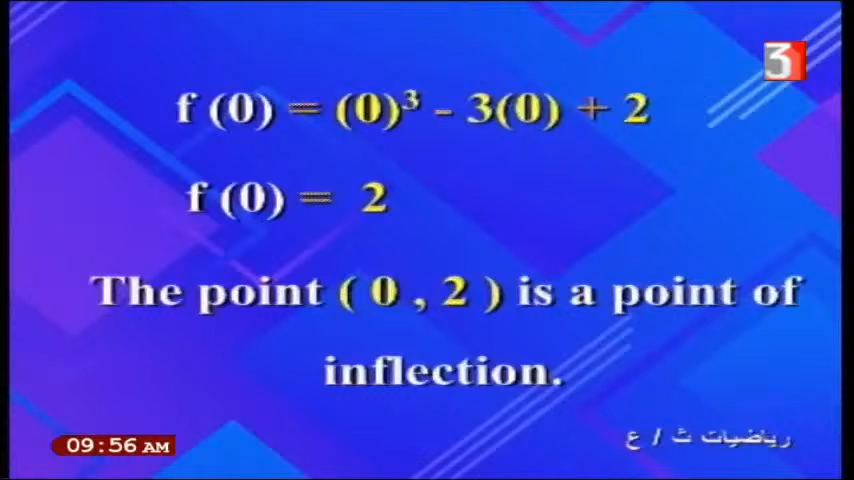 3
f (0) = (0)³ - 3(0) + 2
f (0) = 2
The point ( 0 , 2 ) is a point of
inflection.
رياضيات ث / ع
09:56 AM